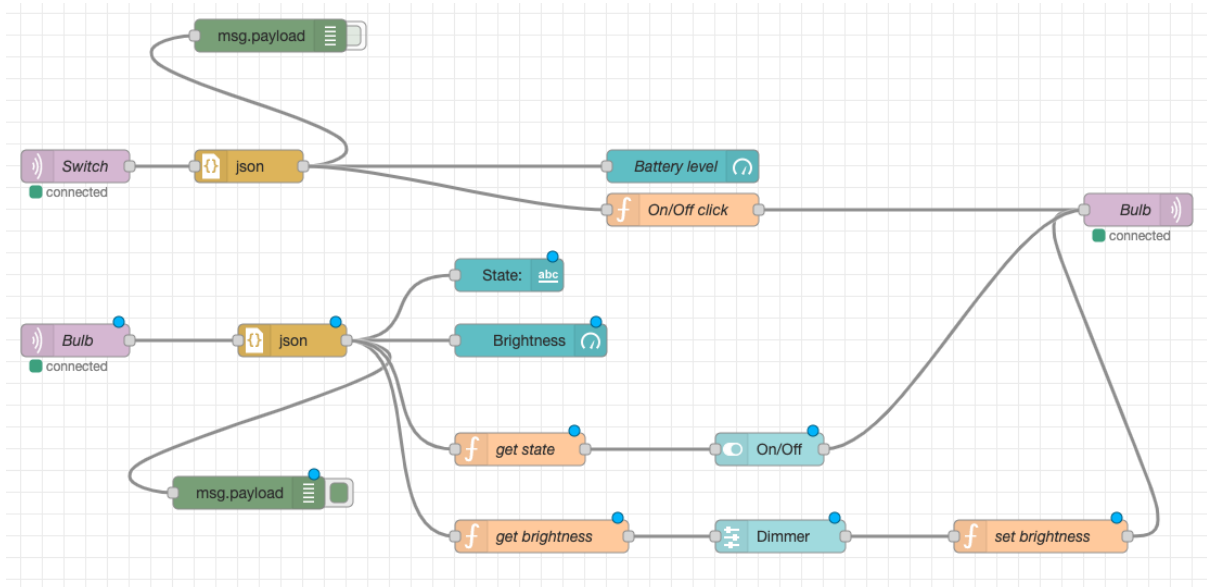 msg.payload
Switch
connected
json
Battery level
On/Off click
Bulb
connected
State:
abc
Bulb
connected
json
Brightness
get state
On/Off
msg.payload
get brightness
Dimmer
set brightness